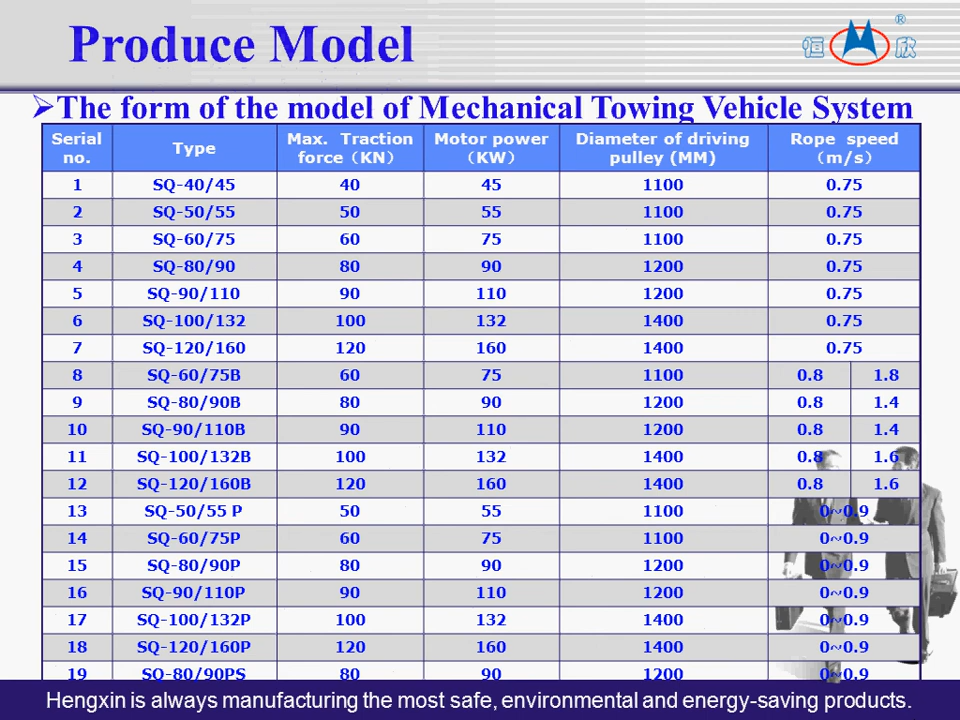 Produce Model
恒 欣 ®
➢The form of the model of Mechanical Towing Vehicle System
Serial no. Type Max. Traction force（KN） Motor power（KW） Diameter of driving pulley (MM) Rope speed（m/s）
1 SQ-40/45 40 45 1100 0.75
2 SQ-50/55 50 55 1100 0.75
3 SQ-60/75 60 75 1100 0.75
4 SQ-80/90 80 90 1200 0.75
5 SQ-90/110 90 110 1200 0.75
6 SQ-100/132 100 132 1400 0.75
7 SQ-120/160 120 160 1400 0.75
8 SQ-60/75B 60 75 1100 0.8 1.8
9 SQ-80/90B 80 90 1200 0.8 1.4
10 SQ-90/110B 90 110 1200 0.8 1.4
11 SQ-100/132B 100 132 1400 0.8 1.6
12 SQ-120/160B 120 160 1400 0.8 1.6
13 SQ-50/55 P 50 55 1100 0~0.9
14 SQ-60/75P 60 75 1100 0~0.9
15 SQ-80/90P 80 90 1200 0~0.9
16 SQ-90/110P 90 110 1200 0~0.9
17 SQ-100/132P 100 132 1400 0~0.9
18 SQ-120/160P 120 160 1400 0~0.9
19 SQ-80/90PS 80 90 1200 0~0.9
Hengxin is always manufacturing the most safe, environmental and energy-saving products.